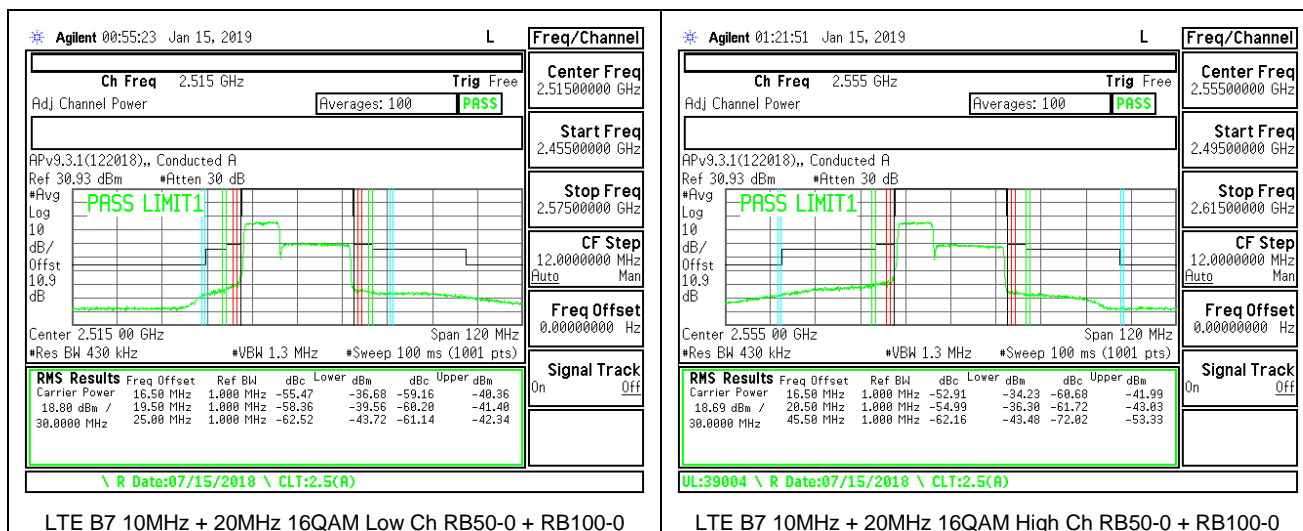 Agilent 00:55:23 Jan 15, 2019 L
Freq/Channel
Ch Freq 2.515 GHz Trig Free
Adj Channel Power Averages: 100 PASS
APv9.3.1(122018),, Conducted A
Ref 30.93 dBm #Atten 30 dB
#Avg
Log
10
dB/
Offst
10.9
dB
PASS LIMIT1
Center 2.515 00 GHz Span 120 MHz
#Res BW 430 kHz #VBW 1.3 MHz #Sweep 100 ms (1001 pts)
RMS Results Freq Offset Ref BW dBc Lower dBm dBc Upper dBm
Carrier Power 16.50 MHz 1.000 MHz -55.47 -36.68 -59.16 -40.36
18.80 dBm / 19.50 MHz 1.000 MHz -58.36 -39.56 -60.20 -41.40
30.0000 MHz 25.00 MHz 1.000 MHz -62.52 -43.72 -61.14 -42.34
Center Freq
2.51500000 GHz
Start Freq
2.45500000 GHz
Stop Freq
2.57500000 GHz
CF Step
12.0000000 MHz
Auto Man
Freq Offset
0.00000000 Hz
Signal Track
On Off
\ R Date:07/15/2018 \ CLT:2.5(A)
LTE B7 10MHz + 20MHz 16QAM Low Ch RB50-0 + RB100-0
Agilent 01:21:51 Jan 15, 2019 L
Freq/Channel
Ch Freq 2.555 GHz Trig Free
Adj Channel Power Averages: 100 PASS
APv9.3.1(122018),, Conducted A
Ref 30.93 dBm #Atten 30 dB
#Avg
Log
10
dB/
Offst
10.9
dB
PASS LIMIT1
Center 2.555 00 GHz Span 120 MHz
#Res BW 430 kHz #VBW 1.3 MHz #Sweep 100 ms (1001 pts)
RMS Results Freq Offset Ref BW dBc Lower dBm dBc Upper dBm
Carrier Power 16.50 MHz 1.000 MHz -52.91 -34.23 -60.68 -41.99
18.69 dBm / 20.50 MHz 1.000 MHz -54.99 -36.30 -61.72 -43.03
30.0000 MHz 45.50 MHz 1.000 MHz -62.16 -43.48 -72.02 -53.33
Center Freq
2.55500000 GHz
Start Freq
2.49500000 GHz
Stop Freq
2.61500000 GHz
CF Step
12.0000000 MHz
Auto Man
Freq Offset
0.00000000 Hz
Signal Track
On Off
UL:39004 \ R Date:07/15/2018 \ CLT:2.5(A)
LTE B7 10MHz + 20MHz 16QAM High Ch RB50-0 + RB100-0